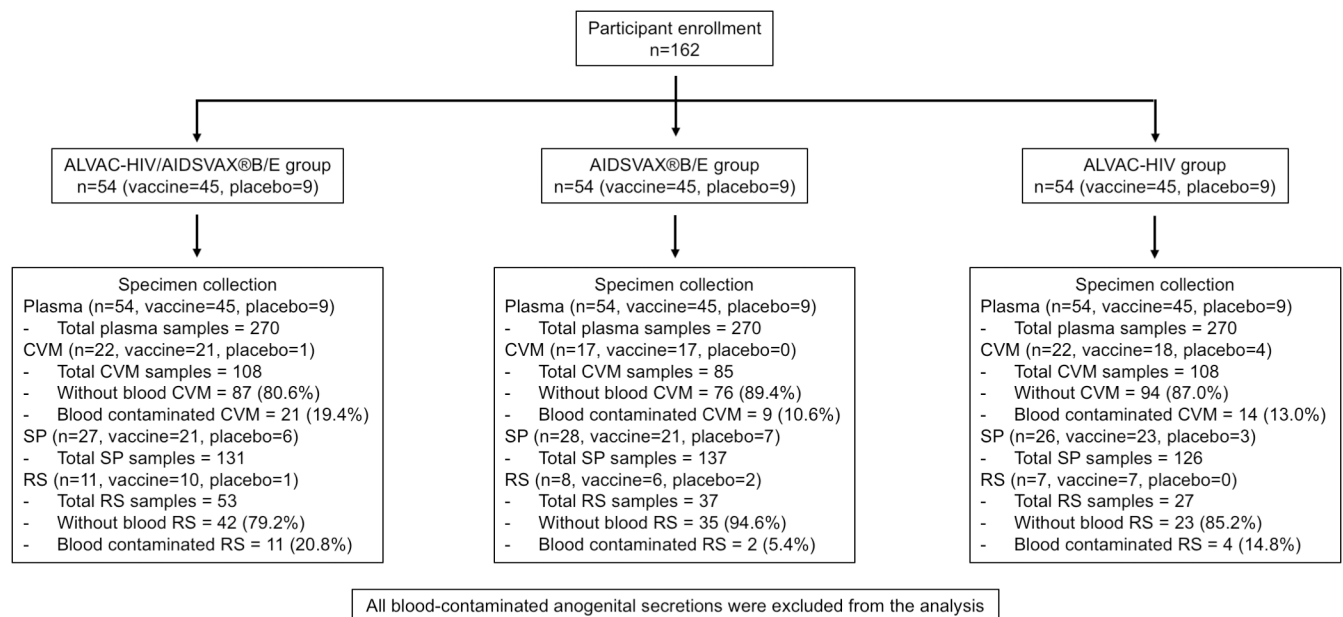 Participant enrollment
n=162
ALVAC-HIV/AIDSVAX®B/E group
n=54 (vaccine=45, placebo=9)
AIDSVAX®B/E group
n=54 (vaccine=45, placebo=9)
ALVAC-HIV group
n=54 (vaccine=45, placebo=9)
Specimen collection
Plasma (n=54, vaccine=45, placebo=9)
- Total plasma samples = 270
CVM (n=22, vaccine=21, placebo=1)
- Total CVM samples = 108
- Without blood CVM = 87 (80.6%)
- Blood contaminated CVM = 21 (19.4%)
SP (n=27, vaccine=21, placebo=6)
- Total SP samples = 131
RS (n=11, vaccine=10, placebo=1)
- Total RS samples = 53
- Without blood RS = 42 (79.2%)
- Blood contaminated RS = 11 (20.8%)
Specimen collection
Plasma (n=54, vaccine=45, placebo=9)
- Total plasma samples = 270
CVM (n=17, vaccine=17, placebo=0)
- Total CVM samples = 85
- Without blood CVM = 76 (89.4%)
- Blood contaminated CVM = 9 (10.6%)
SP (n=28, vaccine=21, placebo=7)
- Total SP samples = 137
RS (n=8, vaccine=6, placebo=2)
- Total RS samples = 37
- Without blood RS = 35 (94.6%)
- Blood contaminated RS = 2 (5.4%)
Specimen collection
Plasma (n=54, vaccine=45, placebo=9)
- Total plasma samples = 270
CVM (n=22, vaccine=18, placebo=4)
- Total CVM samples = 108
- Without CVM = 94 (87.0%)
- Blood contaminated CVM = 14 (13.0%)
SP (n=26, vaccine=23, placebo=3)
- Total SP samples = 126
RS (n=7, vaccine=7, placebo=0)
- Total RS samples = 27
- Without blood RS = 23 (85.2%)
- Blood contaminated RS = 4 (14.8%)
All blood-contaminated anogenital secretions were excluded from the analysis